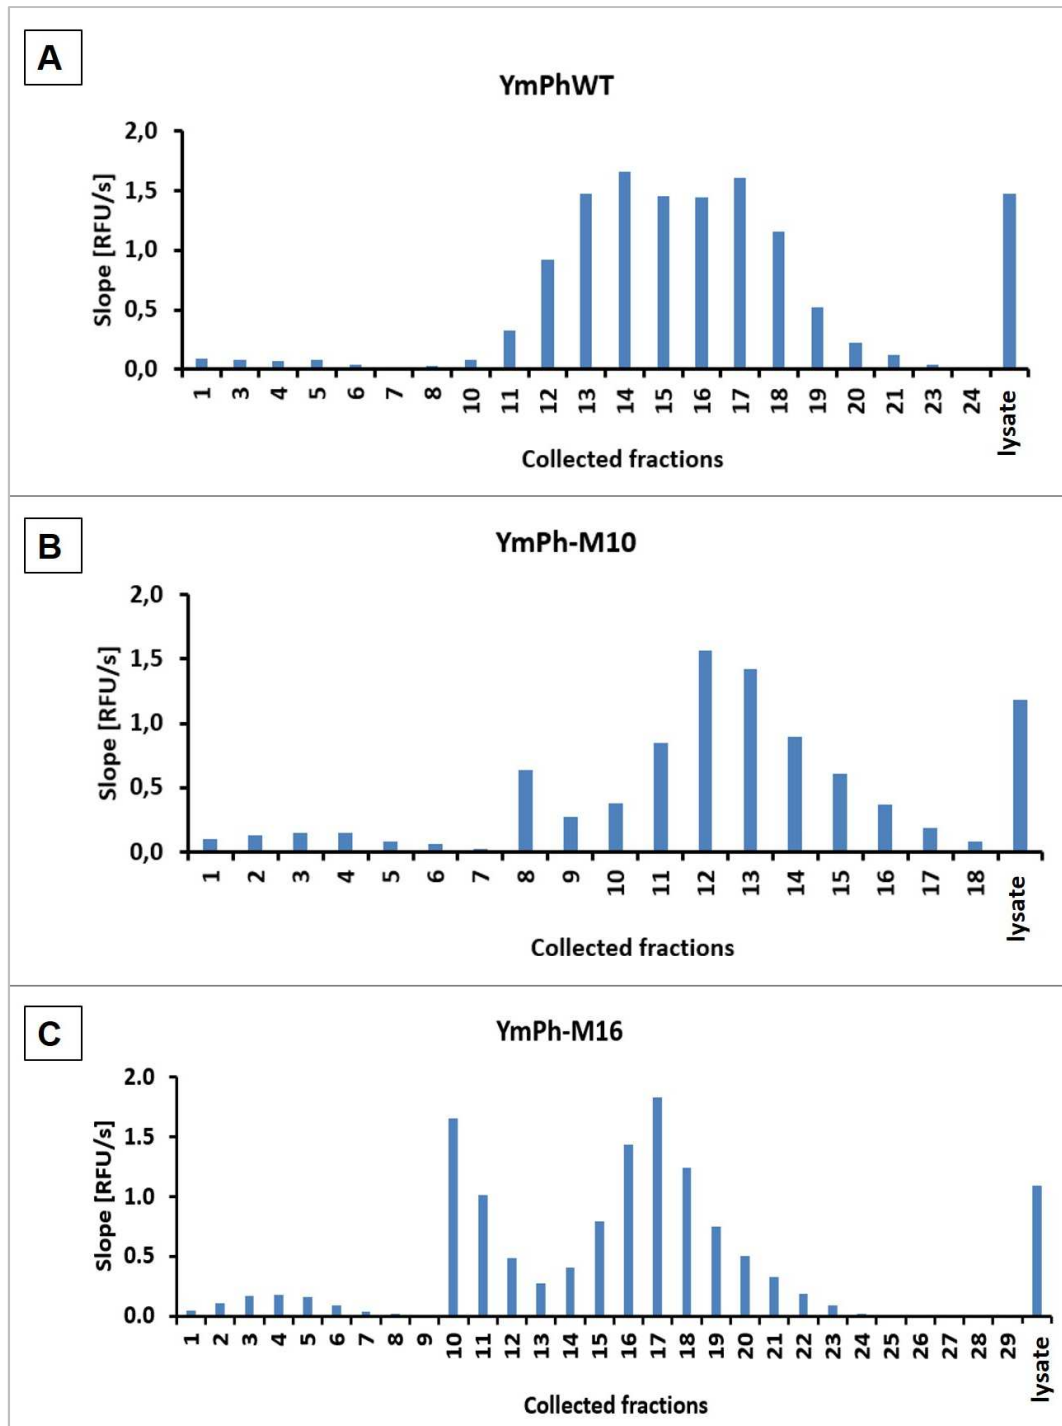 A
YmPhWT
Slope [RFU/s]
2,0
1,5
1,0
0,5
0,0
1 3 4 5 6 7 8 10 11 12 13 14 15 16 17 18 19 20 21 23 24 lysate
Collected fractions
B
YmPh-M10
Slope [RFU/s]
2,0
1,5
1,0
0,5
0,0
1 2 3 4 5 6 7 8 9 10 11 12 13 14 15 16 17 18 lysate
Collected fractions
C
YmPh-M16
Slope [RFU/s]
2.0
1.5
1.0
0.5
0.0
1 2 3 4 5 6 7 8 9 10 11 12 13 14 15 16 17 18 19 20 21 22 23 24 25 26 27 28 29 lysate
Collected fractions